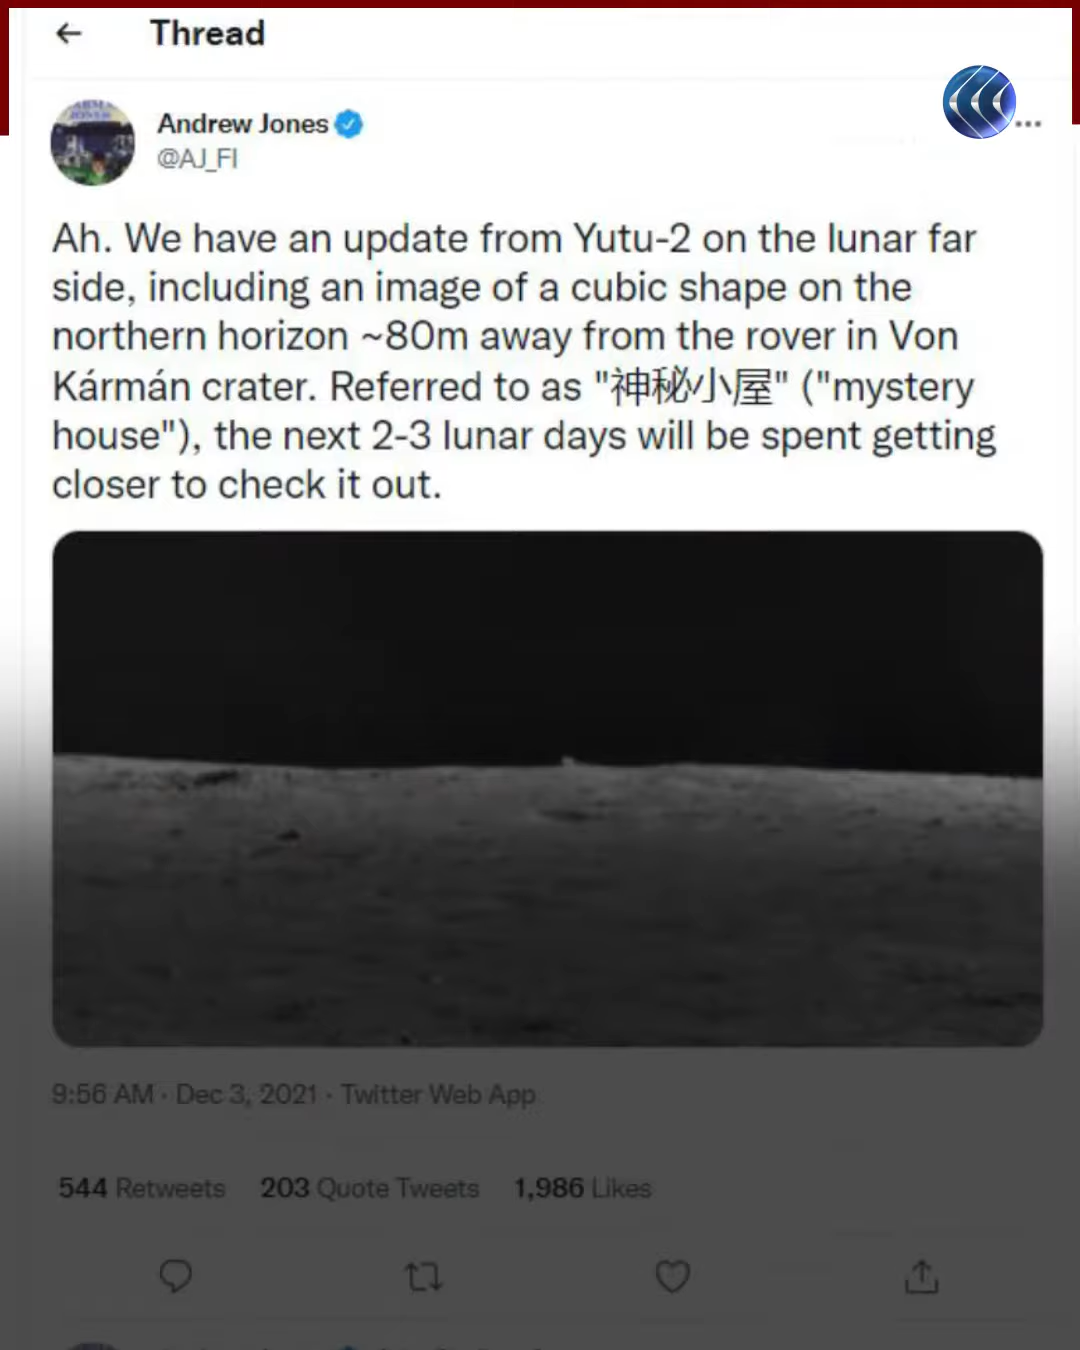 Thread
Andrew Jones
@AJ_FI
Ah. We have an update from Yutu-2 on the lunar far
side, including an image of a cubic shape on the
northern horizon ~80m away from the rover in Von
Kármán crater. Referred to as "神秘小屋" ("mystery
house"), the next 2-3 lunar days will be spent getting
closer to check it out.
9:56 AM · Dec 3, 2021 · Twitter Web App
544 Retweets 203 Quote Tweets 1,986 Likes